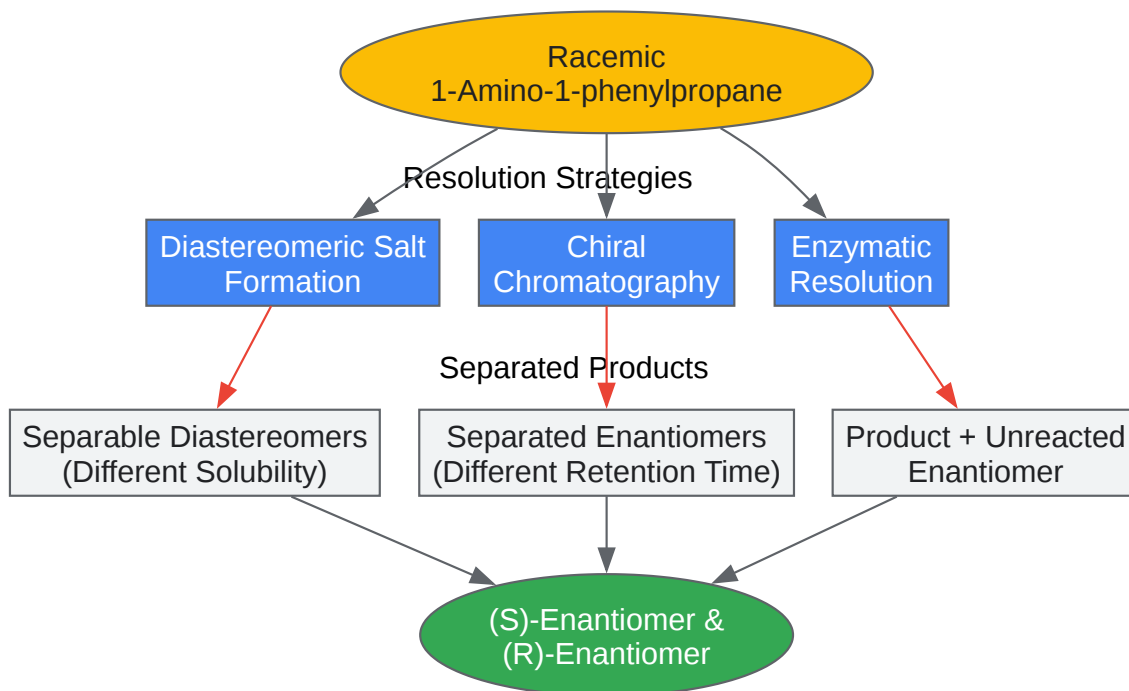 Racemic
1-Amino-1-phenylpropane
Resolution Strategies
Diastereomeric Salt
Formation
Chiral
Chromatography
Enzymatic
Resolution
Separated Products
Separable Diastereomers
(Different Solubility)
Separated Enantiomers
(Different Retention Time)
Product + Unreacted
Enantiomer
(S)-Enantiomer &
(R)-Enantiomer